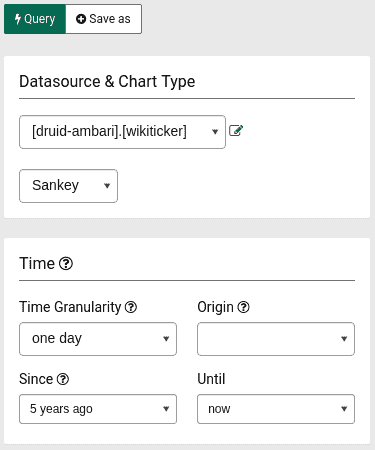 Query Save as
Datasource & Chart Type
[druid-ambari].[wikiticker]
Sankey
Time
Time Granularity Origin
one day
Since Until
5 years ago now